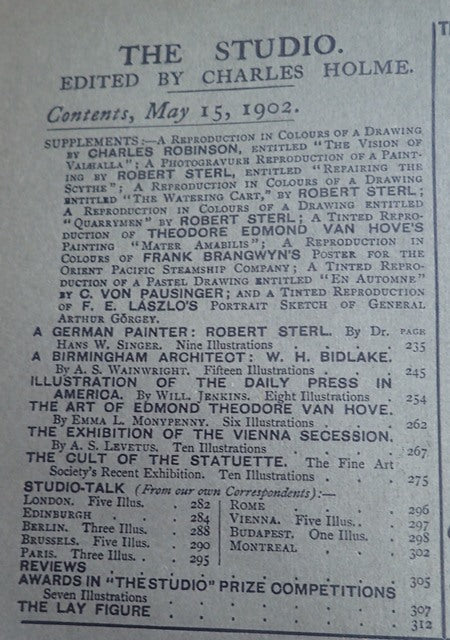 THE STUDIO.
EDITED BY CHARLES HOLME.
Contents, May 15, 1902.
SUPPLEMENTS:—A REPRODUCTION IN COLOURS OF A DRAWING
BY CHARLES ROBINSON, ENTITLED "THE VISION OF
VALHALLA"; A PHOTOGRAVURE REPRODUCTION OF A PAINT-
ING BY ROBERT STERL, ENTITLED "REPAIRING THE
SCYTHE"; A REPRODUCTION IN COLOURS OF A DRAWING
ENTITLED "THE WATERING CART," BY ROBERT STERL;
A REPRODUCTION IN COLOURS OF A DRAWING ENTITLED
"QUARRYMEN" BY ROBERT STERL; A TINTED REPRO-
DUCTION OF THEODORE EDMOND VAN HOVE'S
PAINTING "MATER AMABILIS"; A REPRODUCTION IN
COLOURS OF FRANK BRANGWYN'S POSTER FOR THE
ORIENT PACIFIC STEAMSHIP COMPANY; A TINTED REPRO-
DUCTION OF A PASTEL DRAWING ENTITLED "EN AUTOMNE"
BY C. VON PAUSINGER; AND A TINTED REPRODUCTION
OF F. E. LÁSZLO'S PORTRAIT SKETCH OF GENERAL
ARTHUR GÖRGEY.
A GERMAN PAINTER: ROBERT STERL. By Dr. PAGE
HANS W. SINGER. Nine Illustrations . . . . 235
A BIRMINGHAM ARCHITECT: W. H. BIDLAKE.
By A. S. WAINWRIGHT. Fifteen Illustrations . . 245
ILLUSTRATION OF THE DAILY PRESS IN
AMERICA. By WILL. JENKINS. Eight Illustrations . 254
THE ART OF EDMOND THEODORE VAN HOVE.
By EMMA L. MONYPENNY. Six Illustrations . . 262
THE EXHIBITION OF THE VIENNA SECESSION.
By A. S. LEVETUS. Ten Illustrations . . . 267
THE CULT OF THE STATUETTE. The Fine Art
Society's Recent Exhibition. Ten Illustrations . . 275
STUDIO-TALK (From our own Correspondents):—
LONDON. Five Illus. . 282 ROME . . . 296
EDINBURGH . . 284 VIENNA. Five Illus. . 297
BERLIN. Three Illus. . 288 BUDAPEST. One Illus. . 298
BRUSSELS. Five Illus. . 290 MONTREAL . . 302
PARIS. Three Illus. . . 295
REVIEWS . . . . . . . 305
AWARDS IN "THE STUDIO" PRIZE COMPETITIONS
Seven Illustrations . . . . . . 307
THE LAY FIGURE . . . . . . 312